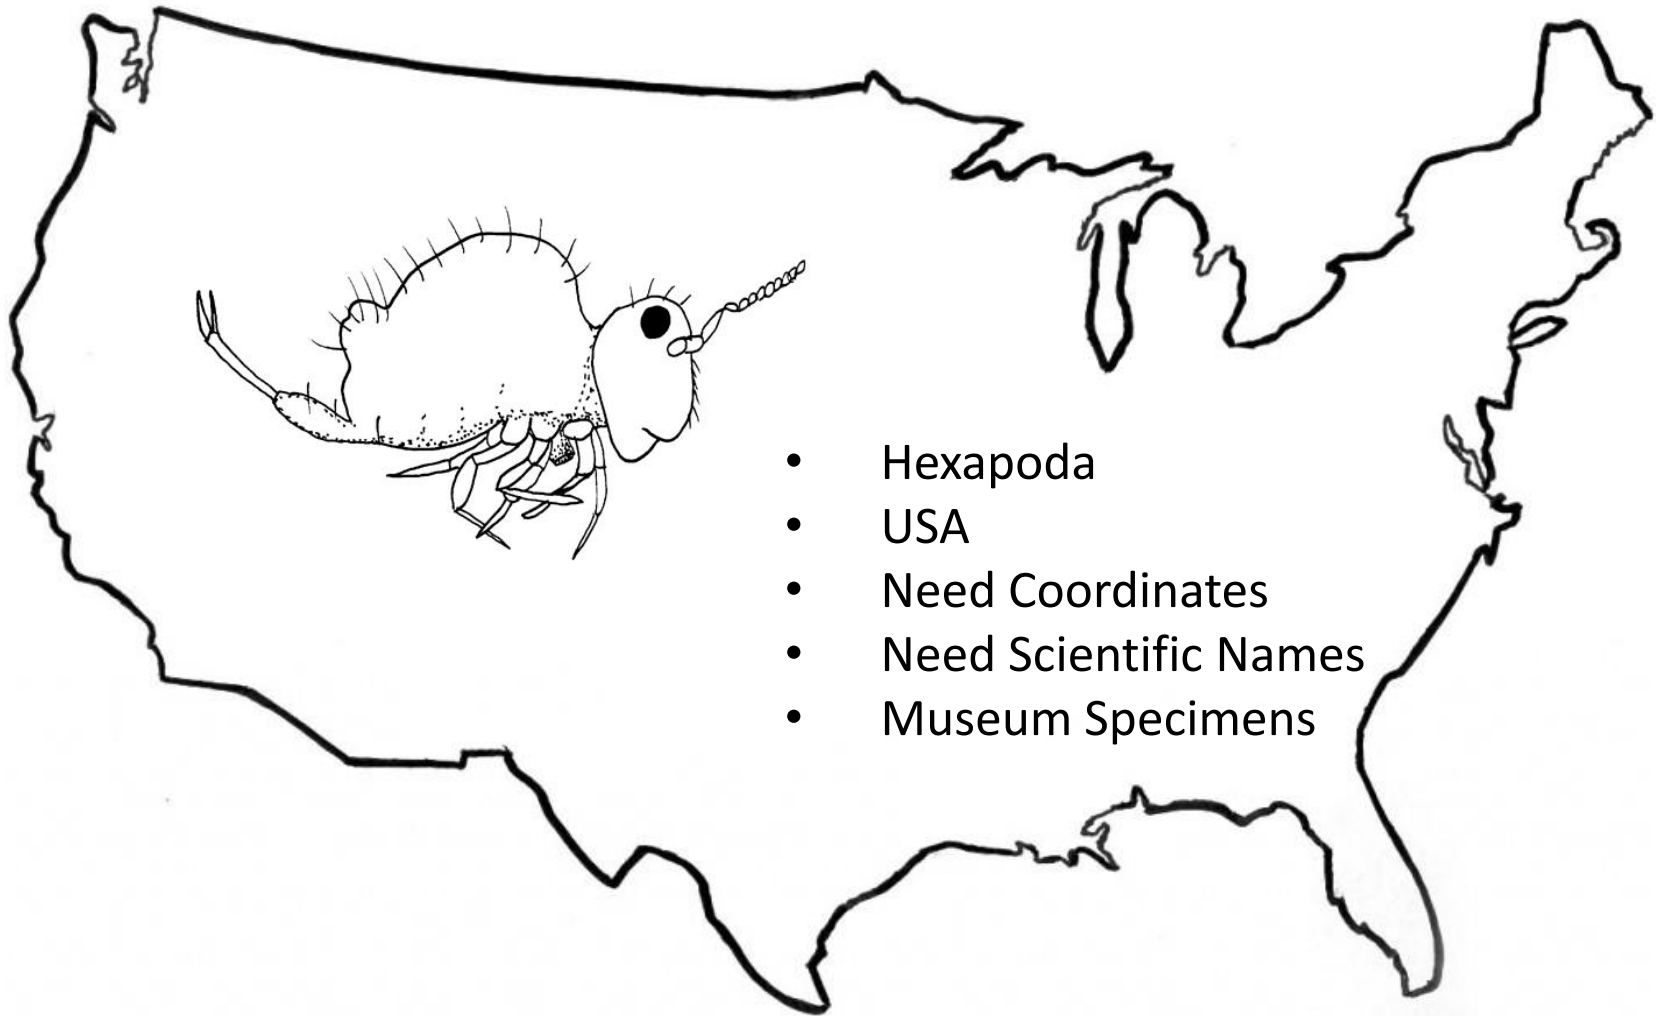 • Hexapoda
• USA
• Need Coordinates
• Need Scientific Names
• Museum Specimens